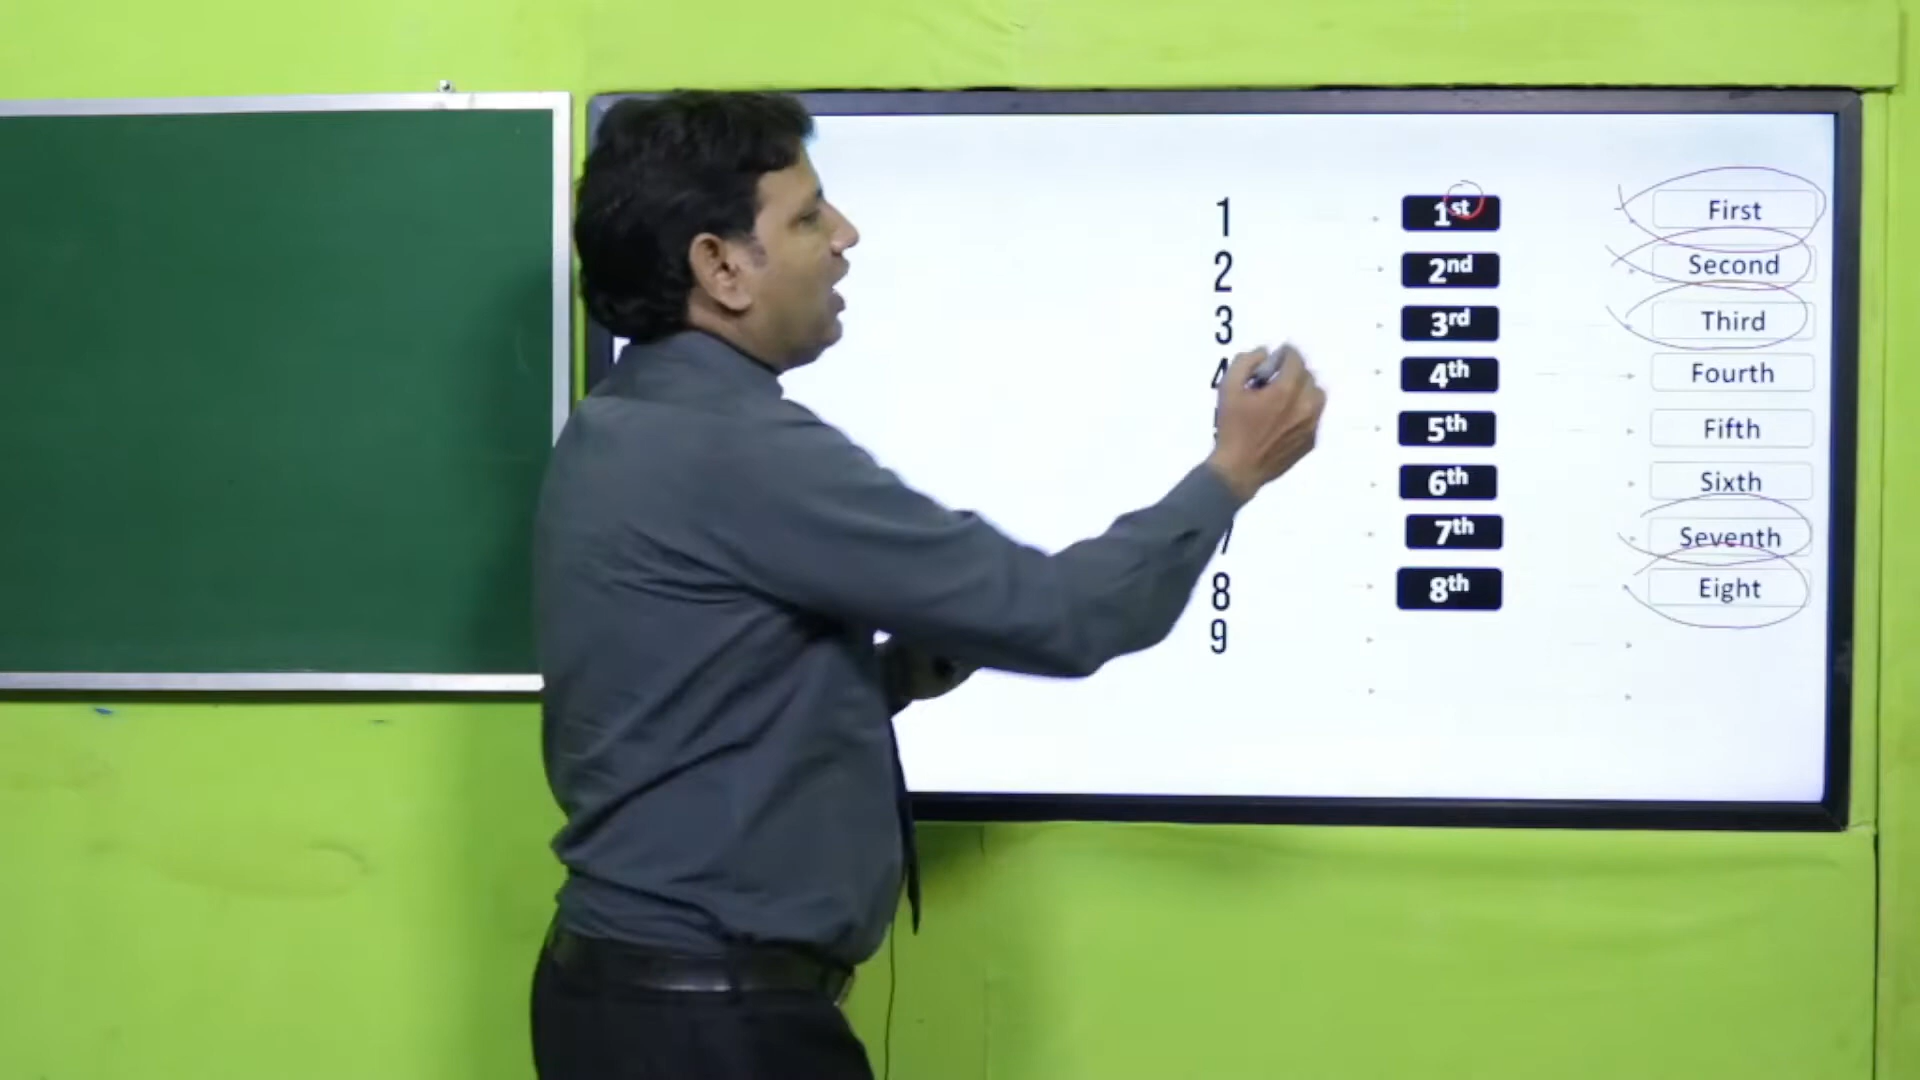 1 1st First
2 2nd Second
3 3rd Third
4 4th Fourth
5th Fifth
6th Sixth
7th Seventh
8 8th Eight
9